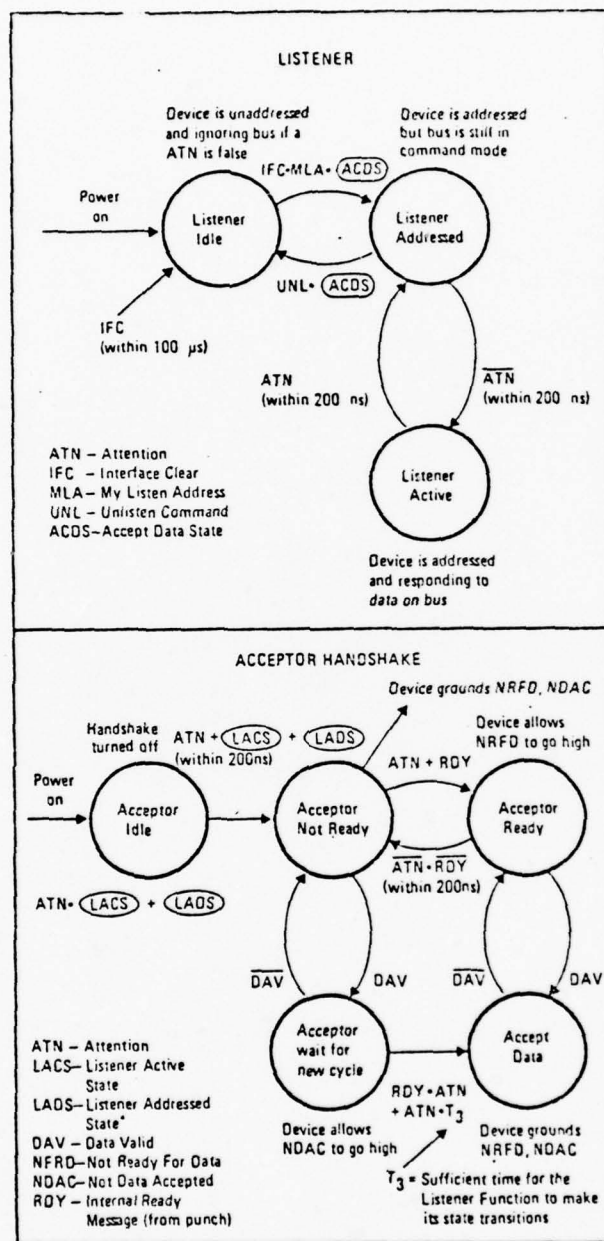 LISTENER
Device is unaddressed
and ignoring bus if a
ATN is false
Device is addressed
but bus is still in
command mode
IFC•MLA• ACDS
Power
on
Listener
Idle
Listener
Addressed
UNL• ACDS
IFC
(within 100 µs)
ATN
(within 200 ns)
A̅T̅N̅
(within 200 ns)
Listener
Active
ATN – Attention
IFC – Interface Clear
MLA – My Listen Address
UNL – Unlisten Command
ACDS–Accept Data State
Device is addressed
and responding to
data on bus
ACCEPTOR HANDSHAKE
Device grounds NRFD, NDAC
Handshake
turned off
ATN + LACS + LADS
(within 200ns)
Device allows
NRFD to go high
Power
on
ATN + RDY
Acceptor
Idle
Acceptor
Not Ready
Acceptor
Ready
A̅T̅N̅•R̅D̅Y̅
(within 200ns)
ATN• LACS + LADS
D̅A̅V̅
DAV
D̅A̅V̅
DAV
Acceptor
wait for
new cycle
Accept
Data
ATN – Attention
LACS–Listener Active
State
LADS–Listener Addressed
State*
DAV – Data Valid
NFRD–Not Ready For Data
NDAC–Not Data Accepted
RDY – Internal Ready
Message (from punch)
RDY•ATN
+ ATN•T₃
Device allows
NDAC to go high
Device grounds
NRFD, NDAC
T₃ = Sufficient time for the
Listener Function to make
its state transitions